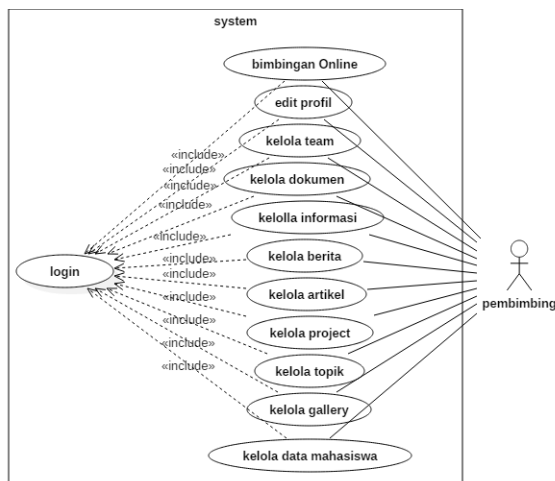 system
bimbingan Online
edit profil
kelola team
«include»
«include»
kelola dokumen
«include»
«include»
kelolla informasi
«include»
kelola berita
«include»
login
«include»
pembimbing
kelola artikel
«include»
kelola project
«include»
«include»
kelola topik
«include»
kelola gallery
kelola data mahasiswa